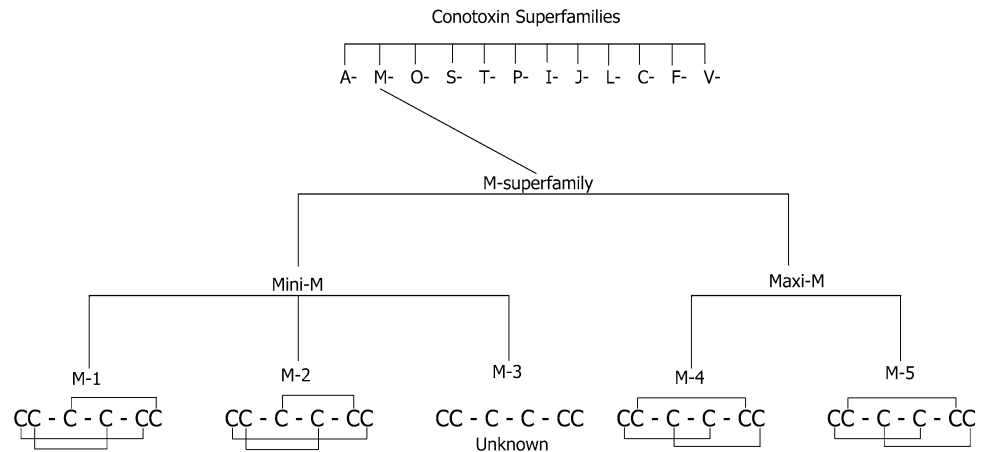 Conotoxin Superfamilies
A- M- O- S- T- P- I- J- L- C- F- V-
M-superfamily
Mini-M Maxi-M
M-1 M-2 M-3 M-4 M-5
CC - C - C - CC CC - C - C - CC CC - C - C - CC CC - C - C - CC CC - C - C - CC
Unknown